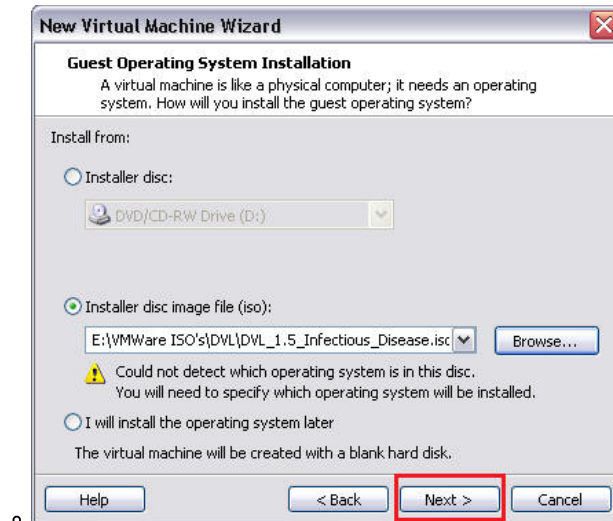 New Virtual Machine Wizard
Guest Operating System Installation
A virtual machine is like a physical computer; it needs an operating
system. How will you install the guest operating system?
Install from:
Installer disc:
DVD/CD-RW Drive (D:)
Installer disc image file (iso):
E:\VMWare ISO's\DVL\DVL_1.5_Infectious_Disease.isc
Browse...
Could not detect which operating system is in this disc.
You will need to specify which operating system will be installed.
I will install the operating system later
The virtual machine will be created with a blank hard disk.
Help
< Back
Next >
Cancel